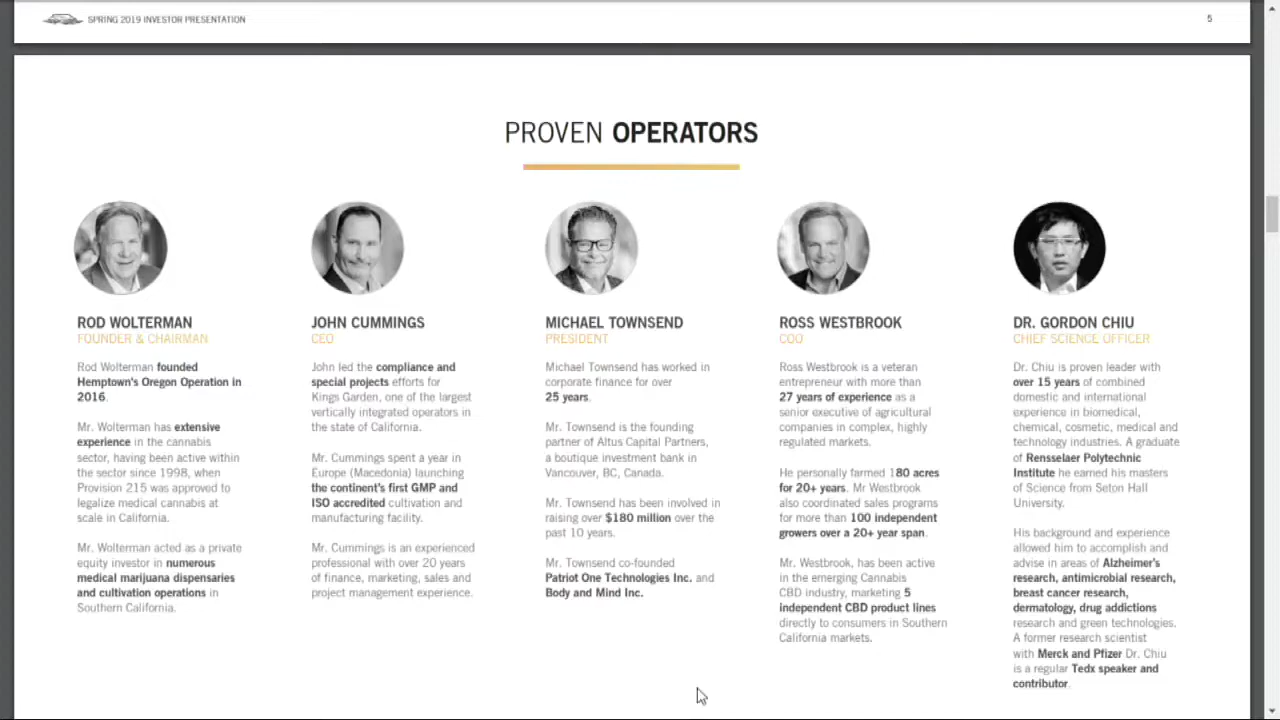 SPRING 2019 INVESTOR PRESENTATION
5
PROVEN OPERATORS
ROD WOLTERMAN
FOUNDER & CHAIRMAN
Rod Wolterman founded
Hemptown's Oregon Operation in
2016.
Mr. Wolterman has extensive
experience in the cannabis
sector, having been active within
the sector since 1998, when
Provision 215 was approved to
legalize medical cannabis at
scale in California.
Mr. Wolterman acted as a private
equity investor in numerous
medical marijuana dispensaries
and cultivation operations in
Southern California.
JOHN CUMMINGS
CEO
John led the compliance and
special projects efforts for
Kings Garden, one of the largest
vertically integrated operators in
the state of California.
Mr. Cummings spent a year in
Europe (Macedonia) launching
the continent's first GMP and
ISO accredited cultivation and
manufacturing facility.
Mr. Cummings is an experienced
professional with over 20 years
of finance, marketing, sales and
project management experience.
MICHAEL TOWNSEND
PRESIDENT
Michael Townsend has worked in
corporate finance for over
25 years.
Mr. Townsend is the founding
partner of Altus Capital Partners,
a boutique investment bank in
Vancouver, BC, Canada.
Mr. Townsend has been involved in
raising over $180 million over the
past 10 years.
Mr. Townsend co-founded
Patriot One Technologies Inc. and
Body and Mind Inc.
ROSS WESTBROOK
COO
Ross Westbrook is a veteran
entrepreneur with more than
27 years of experience as a
senior executive of agricultural
companies in complex, highly
regulated markets.
He personally farmed 180 acres
for 20+ years. Mr Westbrook
also coordinated sales programs
for more than 100 independent
growers over a 20+ year span.
Mr. Westbrook, has been active
in the emerging Cannabis
CBD industry, marketing 5
independent CBD product lines
directly to consumers in Southern
California markets.
DR. GORDON CHIU
CHIEF SCIENCE OFFICER
Dr. Chiu is proven leader with
over 15 years of combined
domestic and international
experience in biomedical,
chemical, cosmetic, medical and
technology industries. A graduate
of Rensselaer Polytechnic
Institute he earned his masters
of Science from Seton Hall
University.
His background and experience
allowed him to accomplish and
advise in areas of Alzheimer's
research, antimicrobial research,
breast cancer research,
dermatology, drug addictions
research and green technologies.
A former research scientist
with Merck and Pfizer Dr. Chiu
is a regular Tedx speaker and
contributor.